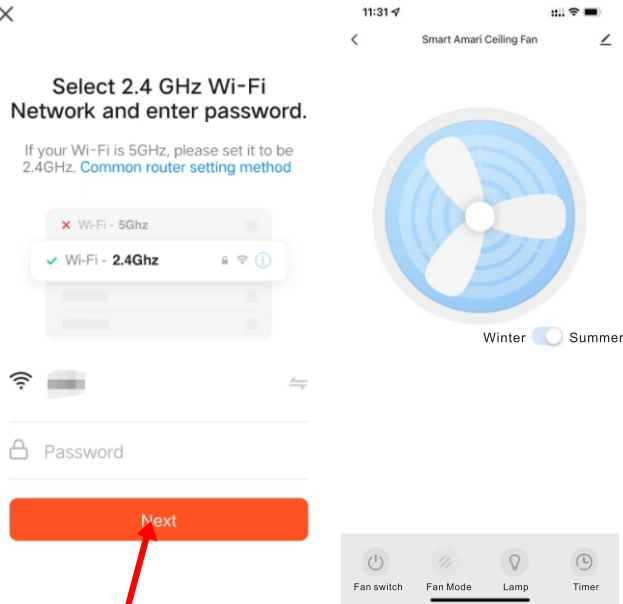 Select 2.4 GHz Wi-Fi
Network and enter password.
If your Wi-Fi is 5GHz, please set it to be
2.4GHz. Common router setting method
Wi-Fi - 5Ghz
Wi-Fi - 2.4Ghz
Password
Next
11:31
Smart Amari Ceiling Fan
Winter Summer
Fan switch Fan Mode Lamp Timer